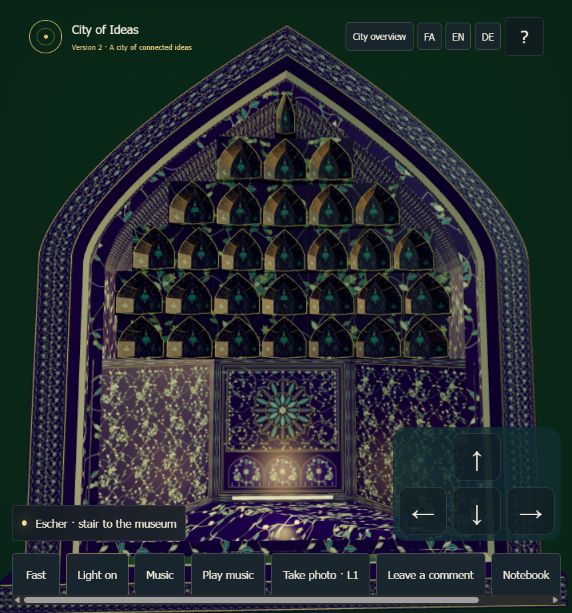 City of Ideas
Version 2 · A city of connected ideas
City overview
FA
EN
DE
?
↑
← ↓ →
Escher · stair to the museum
Fast
Light on
Music
Play music
Take photo · L1
Leave a comment
Notebook